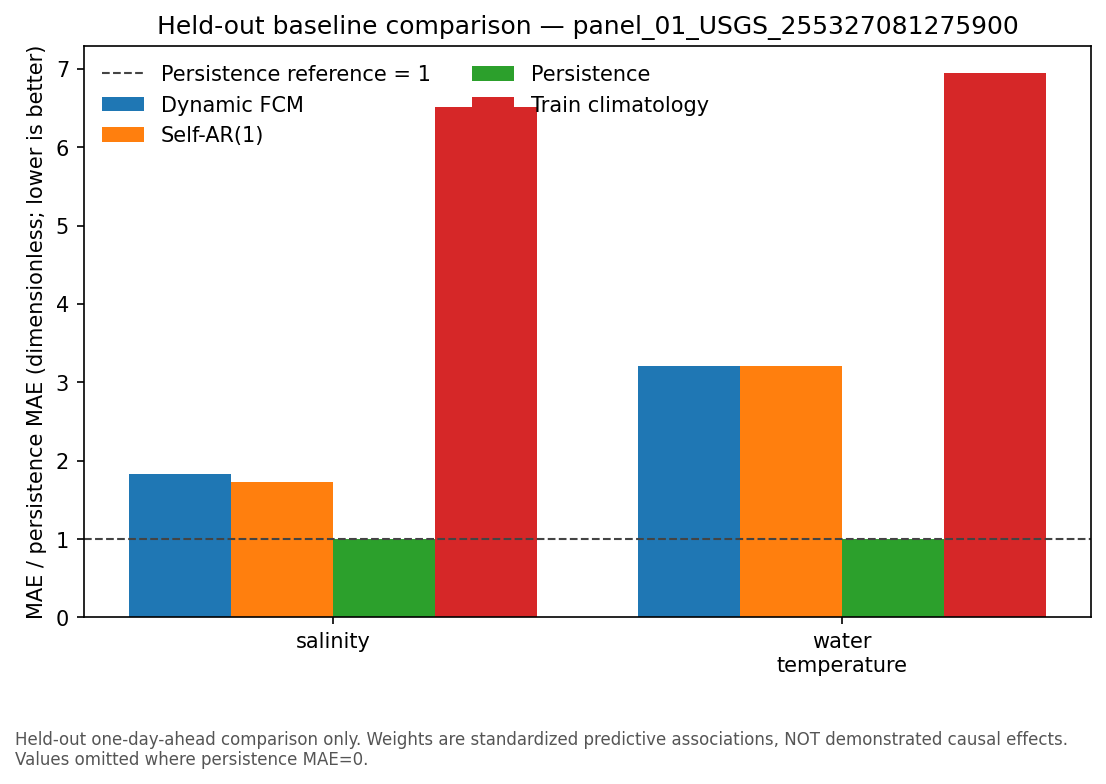 Held-out baseline comparison — panel_01_USGS_255327081275900
MAE / persistence MAE (dimensionless; lower is better)
7
6
5
4
3
2
1
0
Persistence reference = 1
Dynamic FCM
Self-AR(1)
Persistence
Train climatology
salinity
water
temperature
Held-out one-day-ahead comparison only. Weights are standardized predictive associations, NOT demonstrated causal effects.
Values omitted where persistence MAE=0.